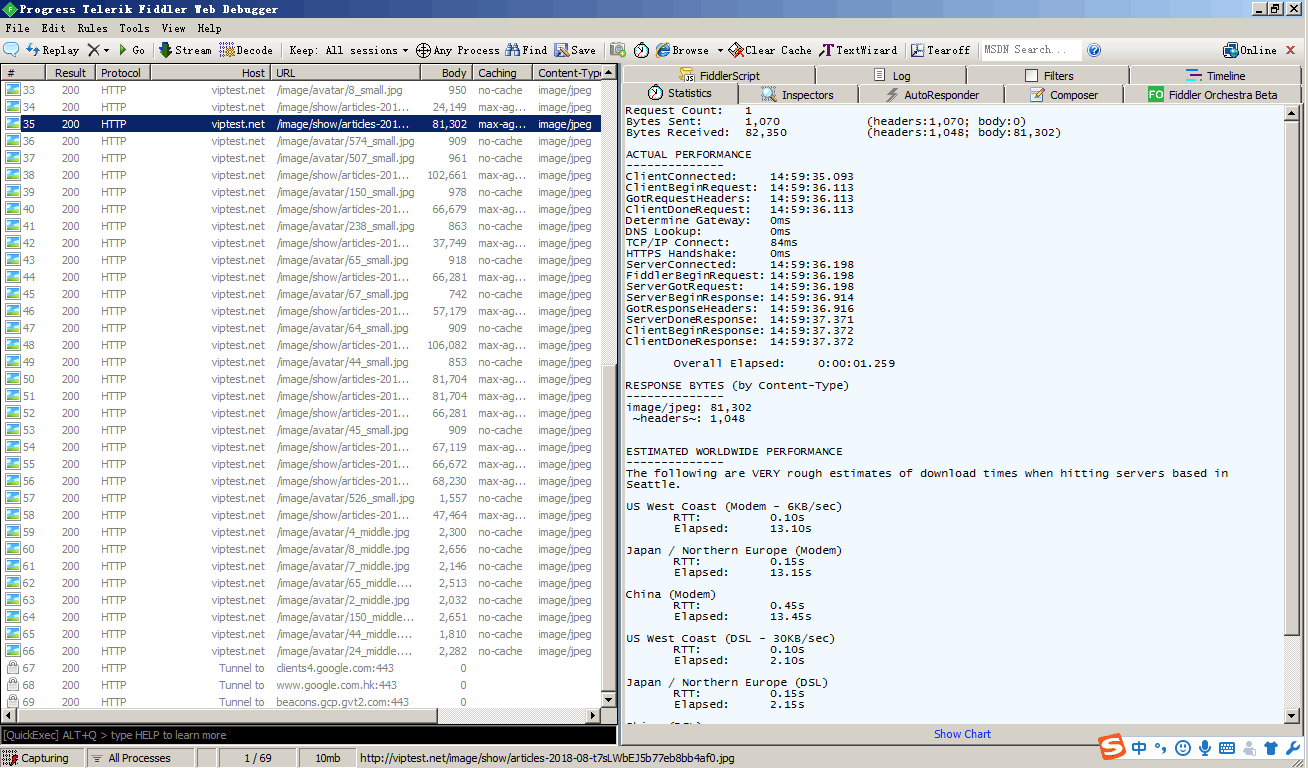 Progress Telerik Fiddler Web Debugger
File Edit Rules Tools View Help
Replay Go Stream Decode Keep: All sessions Any Process Find Save Browse Clear Cache TextWizard Tearoff MSDN Search... Online
# Result Protocol Host URL Body Caching Content-Type
33 200 HTTP viptest.net /image/avatar/8_small.jpg 950 no-cache image/jpeg
34 200 HTTP viptest.net /image/show/articles-201... 24,149 max-ag... image/jpeg
35 200 HTTP viptest.net /image/show/articles-201... 81,302 max-ag... image/jpeg
36 200 HTTP viptest.net /image/avatar/574_small.jpg 909 no-cache image/jpeg
37 200 HTTP viptest.net /image/avatar/507_small.jpg 961 no-cache image/jpeg
38 200 HTTP viptest.net /image/show/articles-201... 102,661 max-ag... image/jpeg
39 200 HTTP viptest.net /image/avatar/150_small.jpg 978 no-cache image/jpeg
40 200 HTTP viptest.net /image/show/articles-201... 66,679 max-ag... image/jpeg
41 200 HTTP viptest.net /image/avatar/238_small.jpg 863 no-cache image/jpeg
42 200 HTTP viptest.net /image/show/articles-201... 37,749 max-ag... image/jpeg
43 200 HTTP viptest.net /image/avatar/65_small.jpg 918 no-cache image/jpeg
44 200 HTTP viptest.net /image/show/articles-201... 66,281 max-ag... image/jpeg
45 200 HTTP viptest.net /image/avatar/67_small.jpg 742 no-cache image/jpeg
46 200 HTTP viptest.net /image/show/articles-201... 57,179 max-ag... image/jpeg
47 200 HTTP viptest.net /image/avatar/64_small.jpg 909 no-cache image/jpeg
48 200 HTTP viptest.net /image/show/articles-201... 106,082 max-ag... image/jpeg
49 200 HTTP viptest.net /image/avatar/44_small.jpg 853 no-cache image/jpeg
50 200 HTTP viptest.net /image/show/articles-201... 81,704 max-ag... image/jpeg
51 200 HTTP viptest.net /image/show/articles-201... 81,704 max-ag... image/jpeg
52 200 HTTP viptest.net /image/show/articles-201... 66,281 max-ag... image/jpeg
53 200 HTTP viptest.net /image/avatar/45_small.jpg 909 no-cache image/jpeg
54 200 HTTP viptest.net /image/show/articles-201... 67,119 max-ag... image/jpeg
55 200 HTTP viptest.net /image/show/articles-201... 66,672 max-ag... image/jpeg
56 200 HTTP viptest.net /image/show/articles-201... 68,230 max-ag... image/jpeg
57 200 HTTP viptest.net /image/avatar/526_small.jpg 1,557 no-cache image/jpeg
58 200 HTTP viptest.net /image/show/articles-201... 47,464 max-ag... image/jpeg
59 200 HTTP viptest.net /image/avatar/4_middle.jpg 2,300 no-cache image/jpeg
60 200 HTTP viptest.net /image/avatar/8_middle.jpg 2,656 no-cache image/jpeg
61 200 HTTP viptest.net /image/avatar/7_middle.jpg 2,146 no-cache image/jpeg
62 200 HTTP viptest.net /image/avatar/65_middle.... 2,513 no-cache image/jpeg
63 200 HTTP viptest.net /image/avatar/2_middle.jpg 2,032 no-cache image/jpeg
64 200 HTTP viptest.net /image/avatar/150_middle... 2,651 no-cache image/jpeg
65 200 HTTP viptest.net /image/avatar/44_middle.... 1,810 no-cache image/jpeg
66 200 HTTP viptest.net /image/avatar/24_middle.... 2,282 no-cache image/jpeg
67 200 HTTP Tunnel to clients4.google.com:443 0
68 200 HTTP Tunnel to www.google.com.hk:443 0
69 200 HTTP Tunnel to beacons.gcp.gvt2.com:443 0
[QuickExec] ALT+Q > type HELP to learn more
FiddlerScript Log Filters Timeline
Statistics Inspectors AutoResponder Composer FO Fiddler Orchestra Beta
Request Count: 1
Bytes Sent: 1,070 (headers:1,070; body:0)
Bytes Received: 82,350 (headers:1,048; body:81,302)
ACTUAL PERFORMANCE
--------------
ClientConnected: 14:59:35.093
ClientBeginRequest: 14:59:36.113
GotRequestHeaders: 14:59:36.113
ClientDoneRequest: 14:59:36.113
Determine Gateway: 0ms
DNS Lookup: 0ms
TCP/IP Connect: 84ms
HTTPS Handshake: 0ms
ServerConnected: 14:59:36.198
FiddlerBeginRequest: 14:59:36.198
ServerGotRequest: 14:59:36.198
ServerBeginResponse: 14:59:36.914
GotResponseHeaders: 14:59:36.916
ServerDoneResponse: 14:59:37.371
ClientBeginResponse: 14:59:37.372
ClientDoneResponse: 14:59:37.372
Overall Elapsed: 0:00:01.259
RESPONSE BYTES (by Content-Type)
--------------
image/jpeg: 81,302
~headers~: 1,048
ESTIMATED WORLDWIDE PERFORMANCE
--------------
The following are VERY rough estimates of download times when hitting servers based in
Seattle.
US West Coast (Modem - 6KB/sec)
RTT: 0.10s
Elapsed: 13.10s
Japan / Northern Europe (Modem)
RTT: 0.15s
Elapsed: 13.15s
China (Modem)
RTT: 0.45s
Elapsed: 13.45s
US West Coast (DSL - 30KB/sec)
RTT: 0.10s
Elapsed: 2.10s
Japan / Northern Europe (DSL)
RTT: 0.15s
Elapsed: 2.15s
Show Chart
Capturing All Processes 1 / 69 10mb http://viptest.net/image/show/articles-2018-08-t7sLWbEJ5b77eb8bb4af0.jpg
中